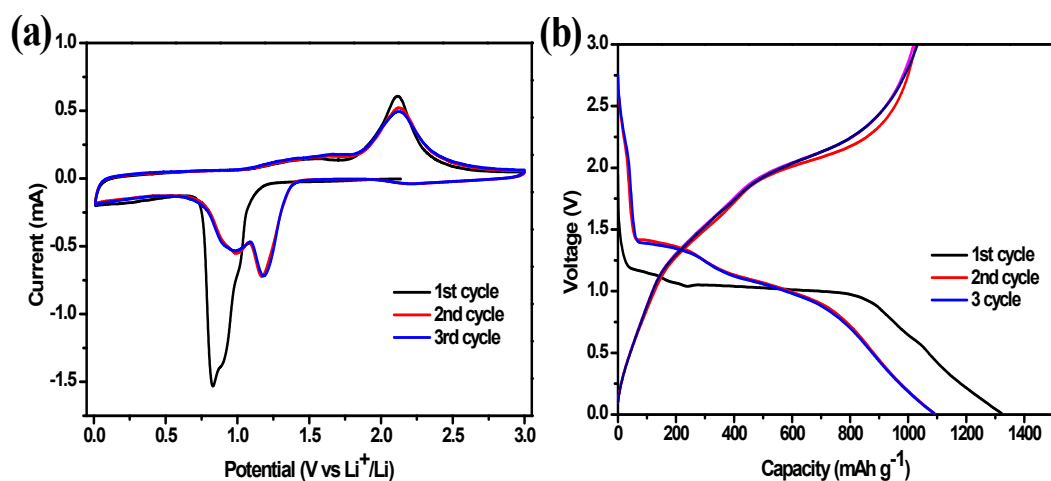 (a)
1.0
0.5
0.0
-0.5
-1.0
-1.5
Current (mA)
1st cycle
2nd cycle
3rd cycle
0.0 0.5 1.0 1.5 2.0 2.5 3.0
Potential (V vs Li+/Li)
(b)
3.0
2.5
2.0
1.5
1.0
0.5
0.0
Voltage (V)
1st cycle
2nd cycle
3 cycle
0 200 400 600 800 1000 1200 1400
Capacity (mAh g-1)